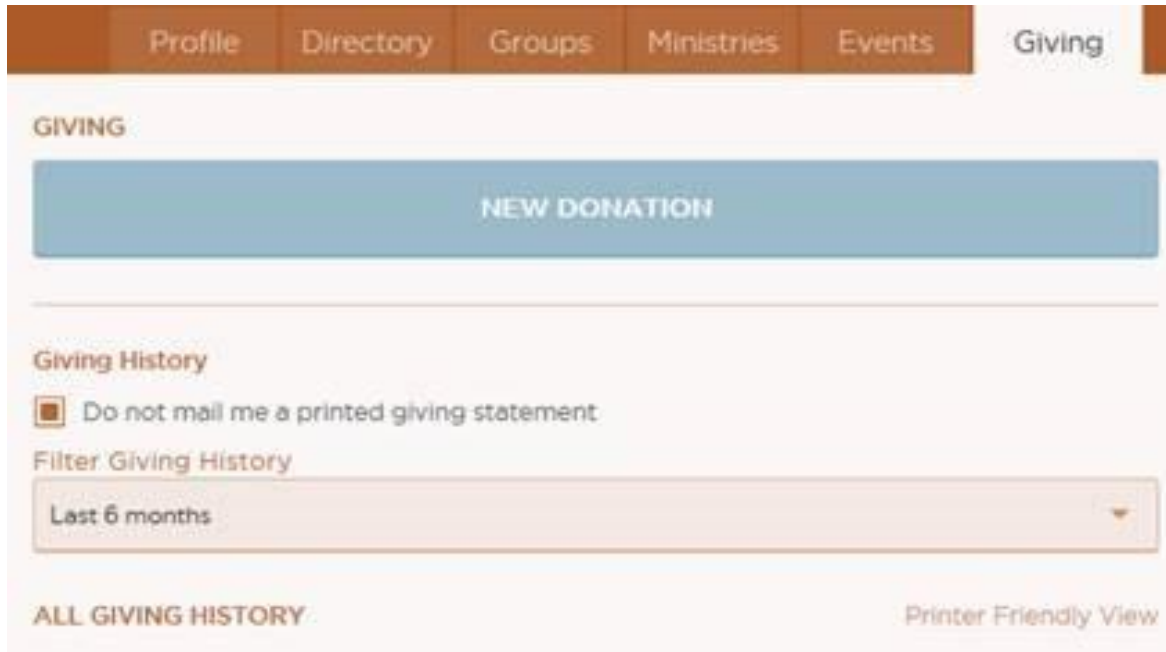 Profile Directory Groups Ministries Events Giving
GIVING
NEW DONATION
Giving History
Do not mail me a printed giving statement
Filter Giving History
Last 6 months
ALL GIVING HISTORY Printer Friendly View